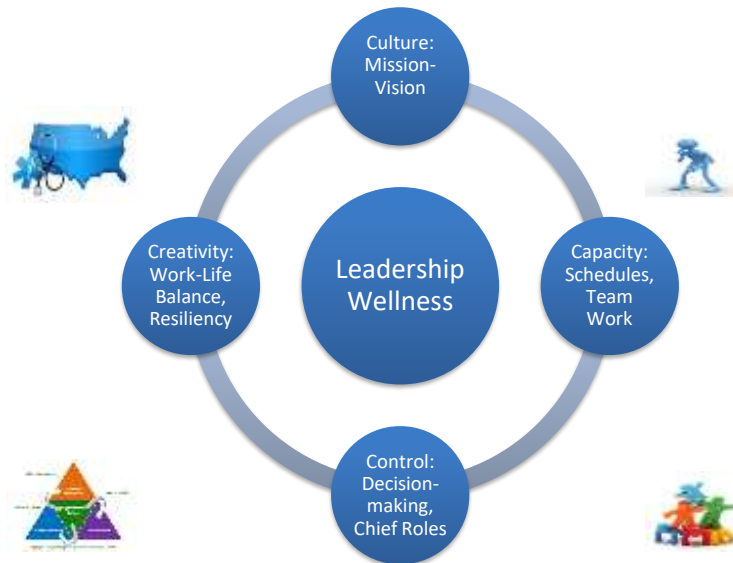 Culture:
Mission-
Vision
Creativity:
Work-Life
Balance,
Resiliency
Leadership
Wellness
Capacity:
Schedules,
Team
Work
Control:
Decision-
making,
Chief Roles